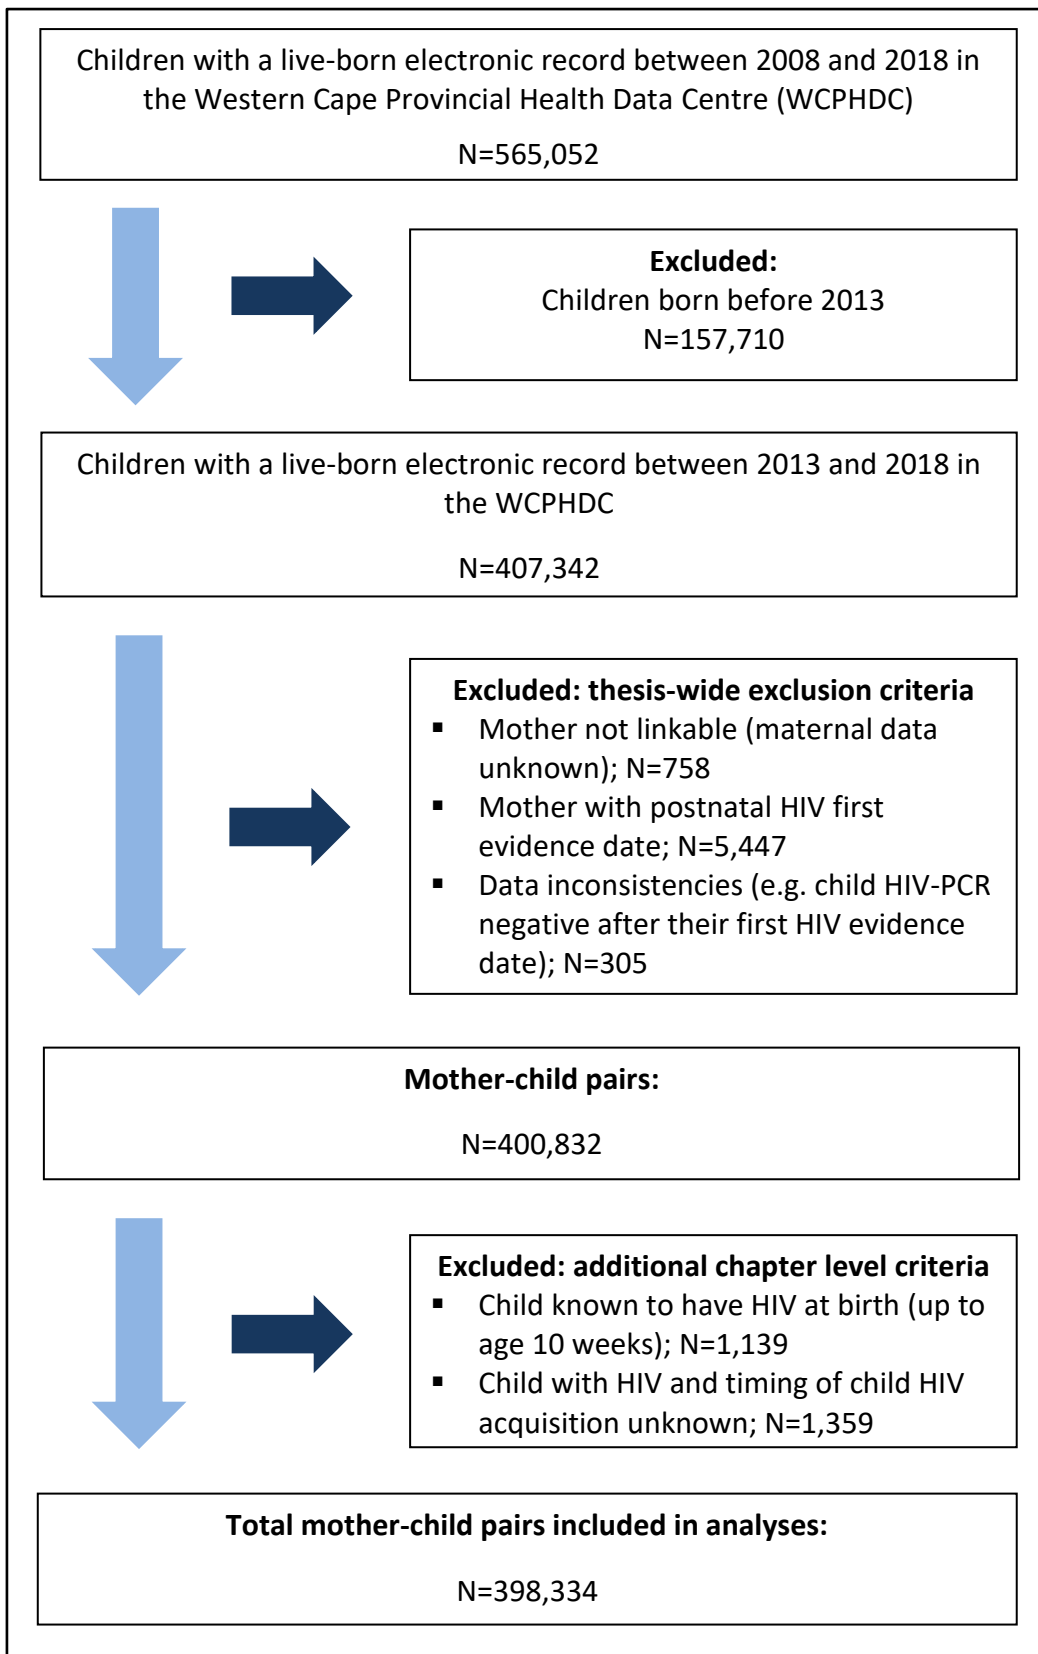 Children with a live-born electronic record between 2008 and 2018 in
the Western Cape Provincial Health Data Centre (WCPHDC)
N=565,052
Excluded:
Children born before 2013
N=157,710
Children with a live-born electronic record between 2013 and 2018 in
the WCPHDC
N=407,342
Excluded: thesis-wide exclusion criteria
▪ Mother not linkable (maternal data
unknown); N=758
▪ Mother with postnatal HIV first
evidence date; N=5,447
▪ Data inconsistencies (e.g. child HIV-PCR
negative after their first HIV evidence
date); N=305
Mother-child pairs:
N=400,832
Excluded: additional chapter level criteria
▪ Child known to have HIV at birth (up to
age 10 weeks); N=1,139
▪ Child with HIV and timing of child HIV
acquisition unknown; N=1,359
Total mother-child pairs included in analyses:
N=398,334